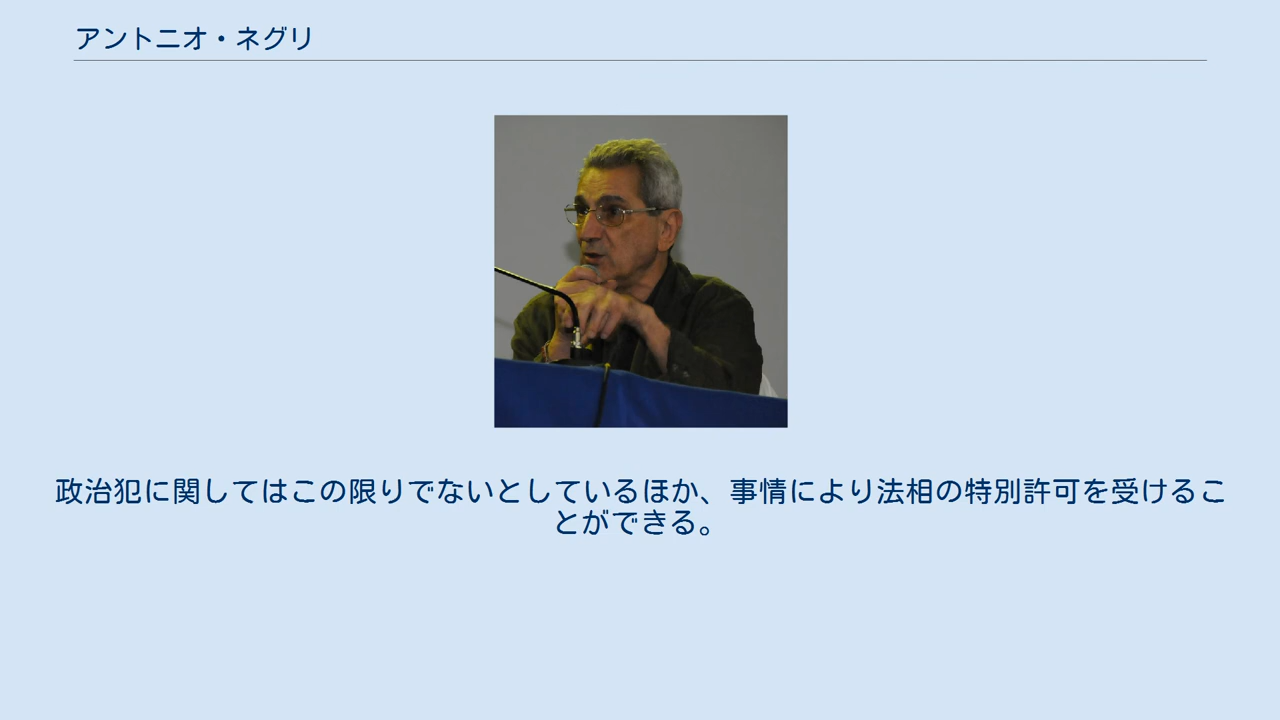 アントニオ・ネグリ
政治犯に関してはこの限りでないとしているほか、事情により法相の特別許可を受けるこ
とができる。